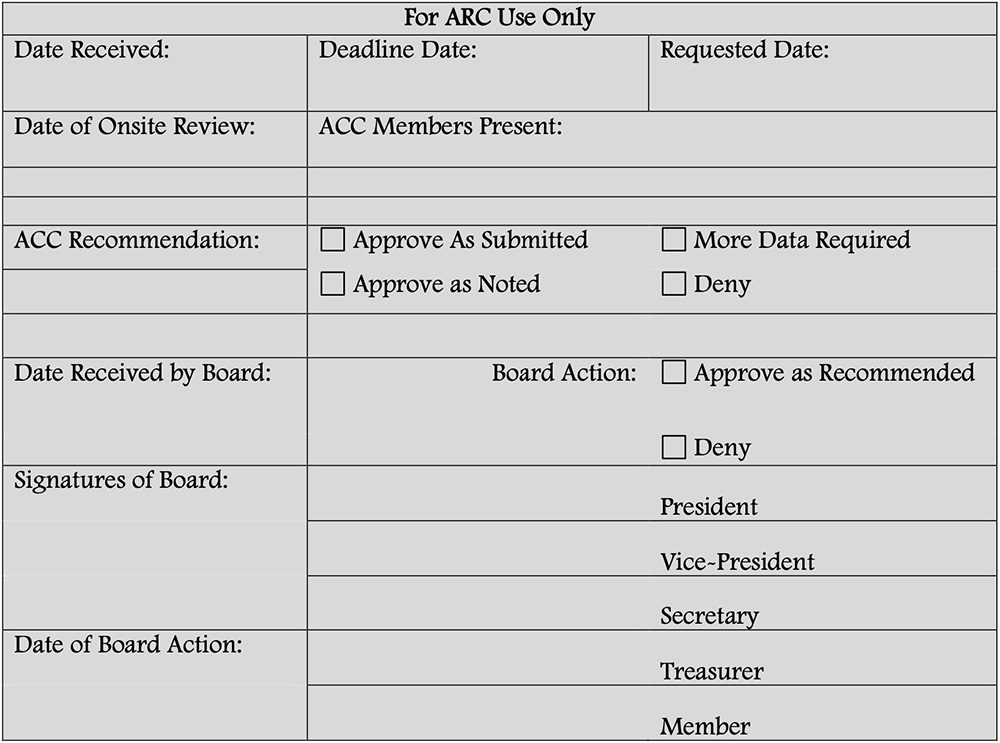 For ARC Use Only
Date Received: Deadline Date: Requested Date:
Date of Onsite Review: ACC Members Present:
ACC Recommendation: Approve As Submitted More Data Required
Approve as Noted Deny
Date Received by Board: Board Action: Approve as Recommended
Deny
Signatures of Board:
President
Vice-President
Secretary
Date of Board Action:
Treasurer
Member